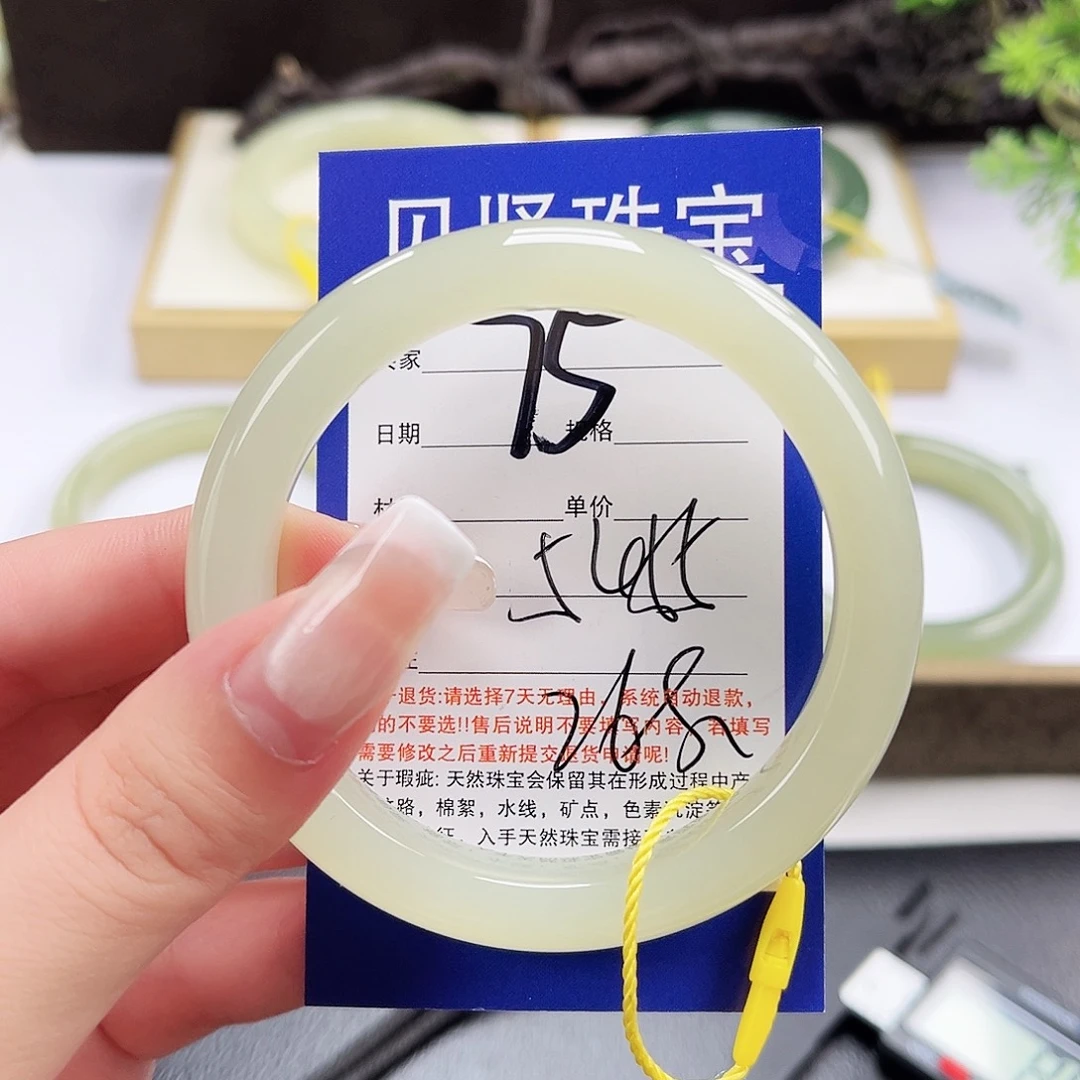 见贤珠宝
75
家
日期 规格
单价
268
退货:请选择7天无理由,系统自动退款,
的不要选!!售后说明不要填写内容,若填写
需要修改之后重新提交退货申请呢!
关于瑕疵: 天然珠宝会保留其在形成过程中产
路,棉絮,水线,矿点,色素沉淀等
征,入手天然珠宝需接